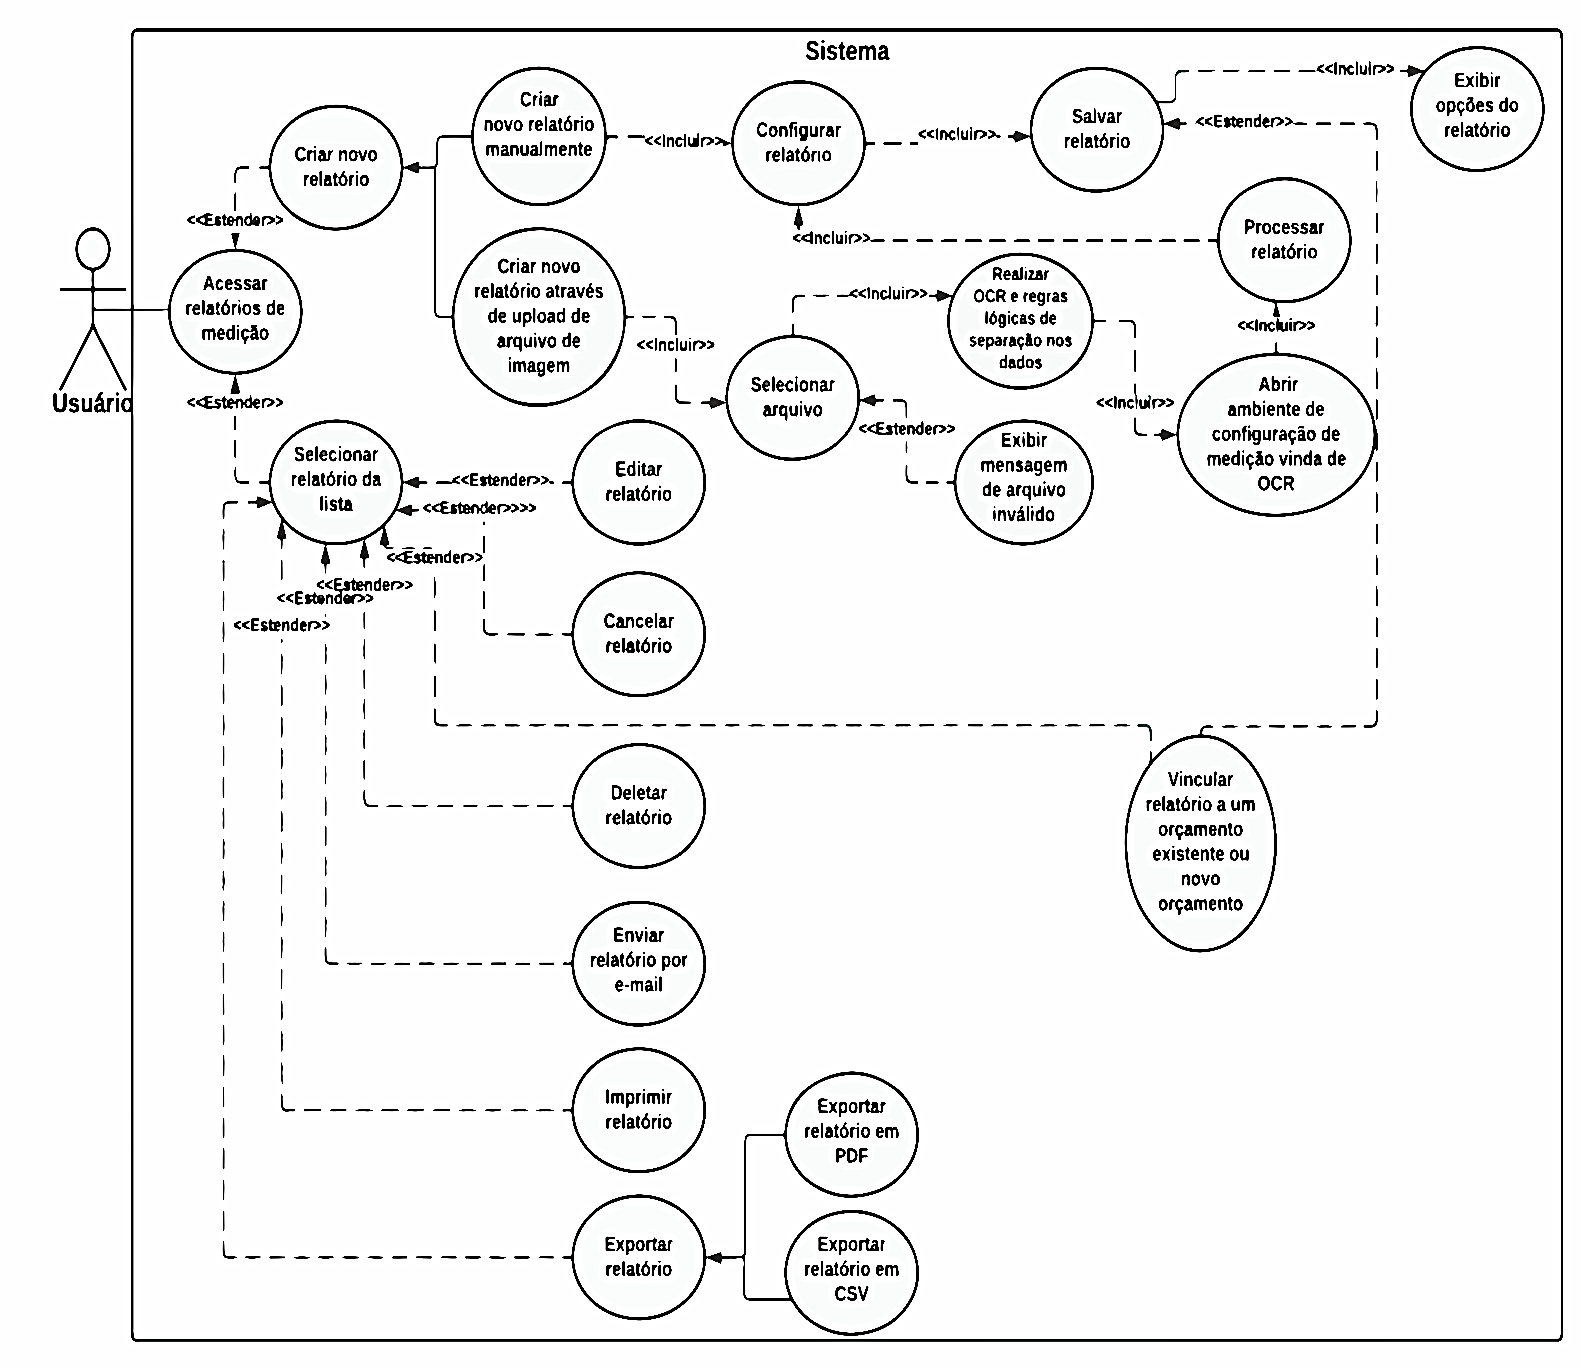 Sistema
Exibir
opções do
relatório
<<Incluir>>
Criar
novo relatório
manualmente
<<Incluir>>
Configurar
relatório
<<Incluir>>
Salvar
relatório
<<Estender>>
Criar novo
relatório
<<Estender>>
Usuário
Acessar
relatórios de
medição
<<Estender>>
Criar novo
relatório através
de upload de
arquivo de
imagem
<<Incluir>>
Selecionar
arquivo
<<Incluir>>
Realizar
OCR e regras
lógicas de
separação nos
dados
<<Incluir>>
Processar
relatório
<<Incluir>>
<<Incluir>>
Abrir
ambiente de
configuração de
medição vinda de
OCR
<<Estender>>
Exibir
mensagem
de arquivo
inválido
Selecionar
relatório da
lista
<<Estender>>
Editar
relatório
<<Estender>>>>
<<Estender>>
<<Estender>>
<<Estender>>
<<Estender>>
Cancelar
relatório
Deletar
relatório
Vincular
relatório a um
orçamento
existente ou
novo
orçamento
Enviar
relatório por
e-mail
Imprimir
relatório
Exportar
relatório em
PDF
Exportar
relatório
Exportar
relatório em
CSV